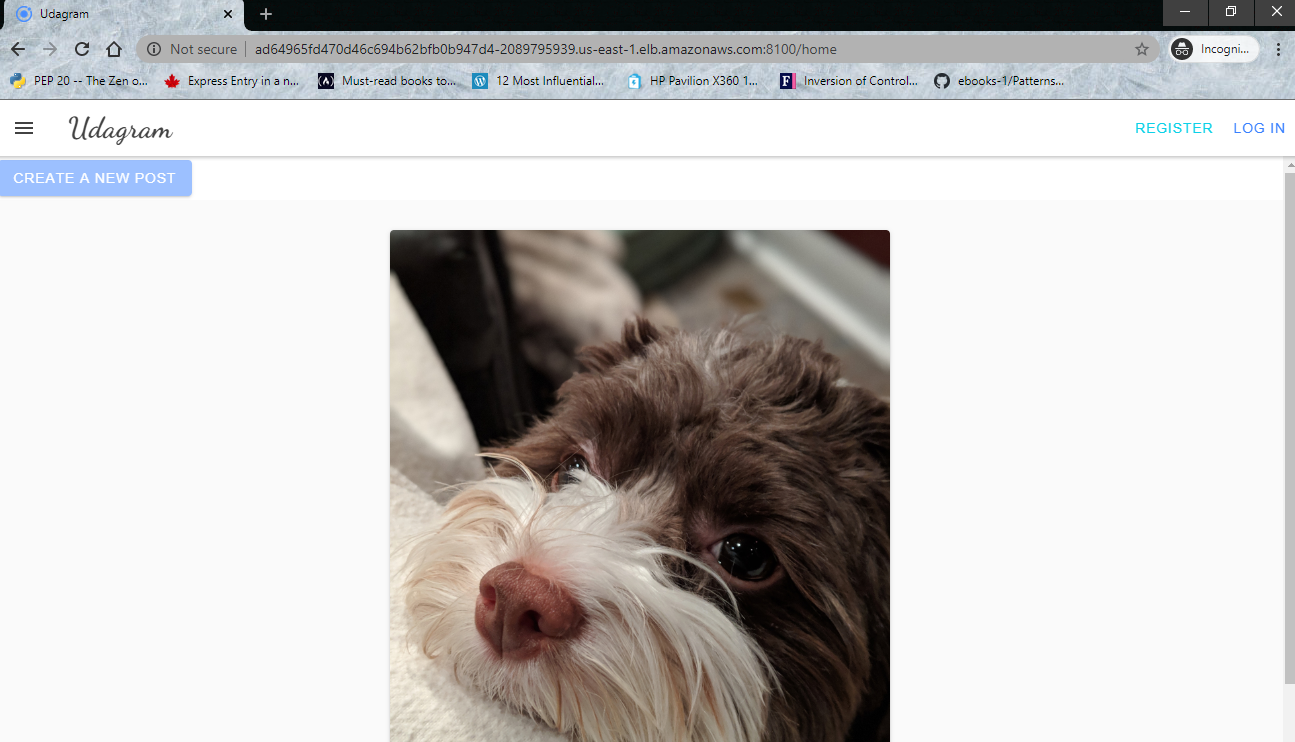 Udagram
Not secure ad64965fd470d46c694b62bfb0b947d4-2089795939.us-east-1.elb.amazonaws.com:8100/home Incogni...
PEP 20 -- The Zen o... Express Entry in a n... Must-read books to... 12 Most Influential... HP Pavilion X360 1... Inversion of Control... ebooks-1/Patterns...
Udagram REGISTER LOG IN
CREATE A NEW POST